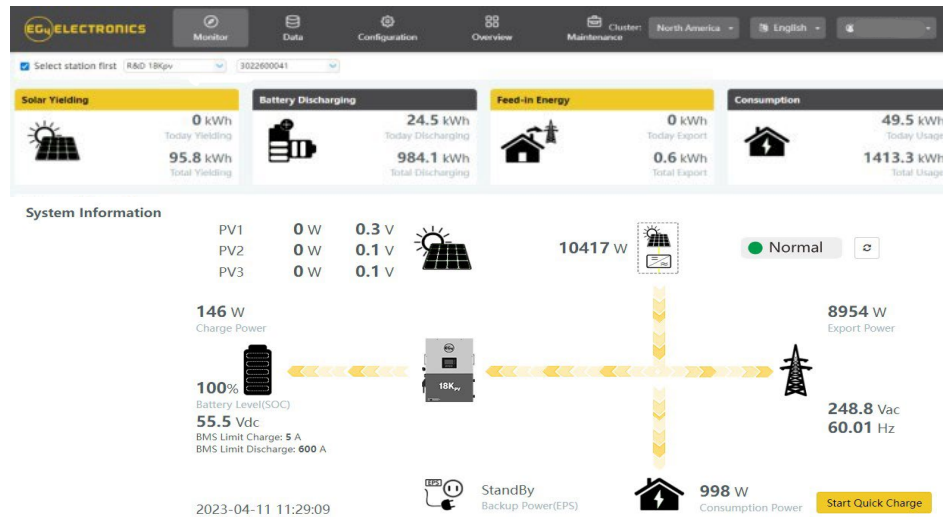 EG4 ELECTRONICS
Monitor
Data
Configuration
Overview
Maintenance
Cluster:
North America
English
Select station first
R&D 18Kpv
3022600041
Solar Yielding
0 kWh
Today Yielding
95.8 kWh
Total Yielding
Battery Discharging
24.5 kWh
Today Discharging
984.1 kWh
Total Discharging
Feed-in Energy
0 kWh
Today Export
0.6 kWh
Total Export
Consumption
49.5 kWh
Today Usage
1413.3 kWh
Total Usage
System Information
PV1 0 W 0.3 V
PV2 0 W 0.1 V
PV3 0 W 0.1 V
10417 W
Normal
146 W
Charge Power
8954 W
Export Power
18KPV
100%
Battery Level(SOC)
55.5 Vdc
BMS Limit Charge: 5 A
BMS Limit Discharge: 600 A
248.8 Vac
60.01 Hz
EPS
StandBy
Backup Power(EPS)
998 W
Consumption Power
Start Quick Charge
2023-04-11 11:29:09